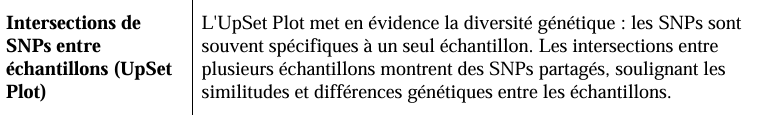 Intersections de
SNPs entre
échantillons (UpSet
Plot)
L'UpSet Plot met en évidence la diversité génétique : les SNPs sont
souvent spécifiques à un seul échantillon. Les intersections entre
plusieurs échantillons montrent des SNPs partagés, soulignant les
similitudes et différences génétiques entre les échantillons.